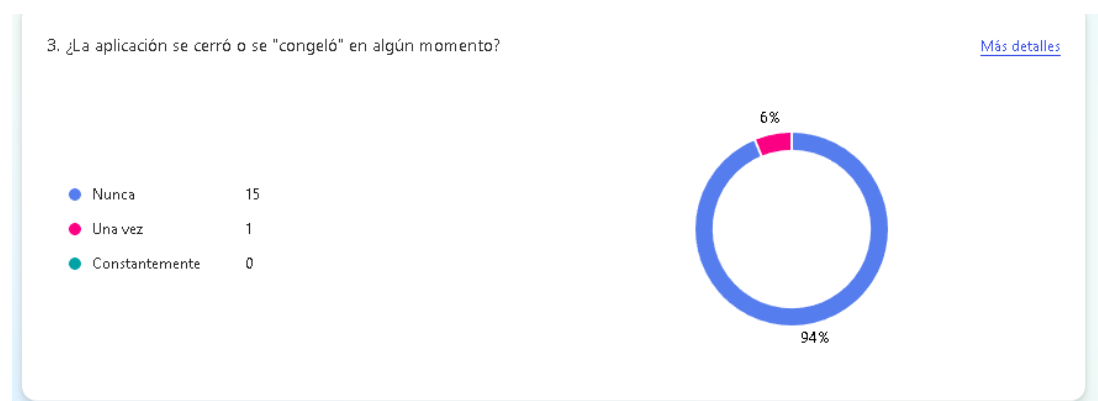 3. ¿La aplicación se cerró o se "congeló" en algún momento?
Más detalles
6%
Nunca 15
Una vez 1
Constantemente 0
94%